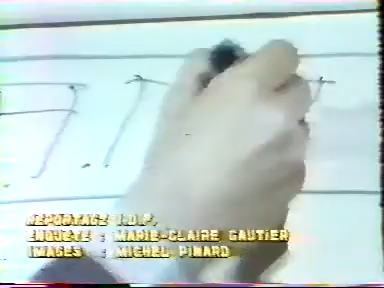 REPORTAGE J.D.P.
ENQUETE : MARIE-CLAIRE GAUTIER
IMAGES : MICHEL PINARD